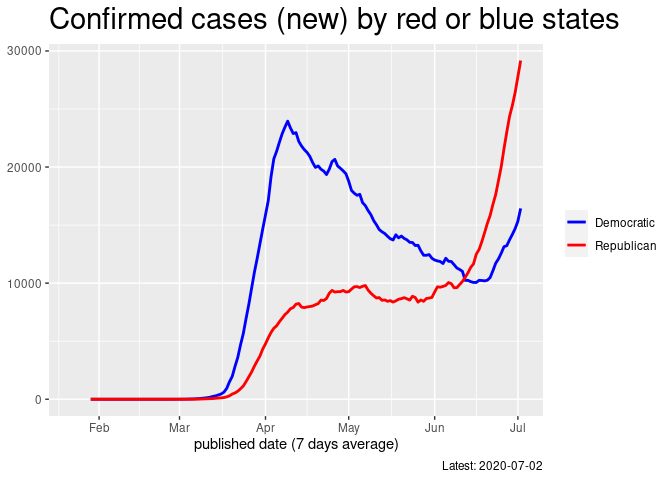 Confirmed cases (new) by red or blue states
30000
20000
10000
0
Feb Mar Apr May Jun Jul
published date (7 days average)
Latest: 2020-07-02
Democratic
Republican